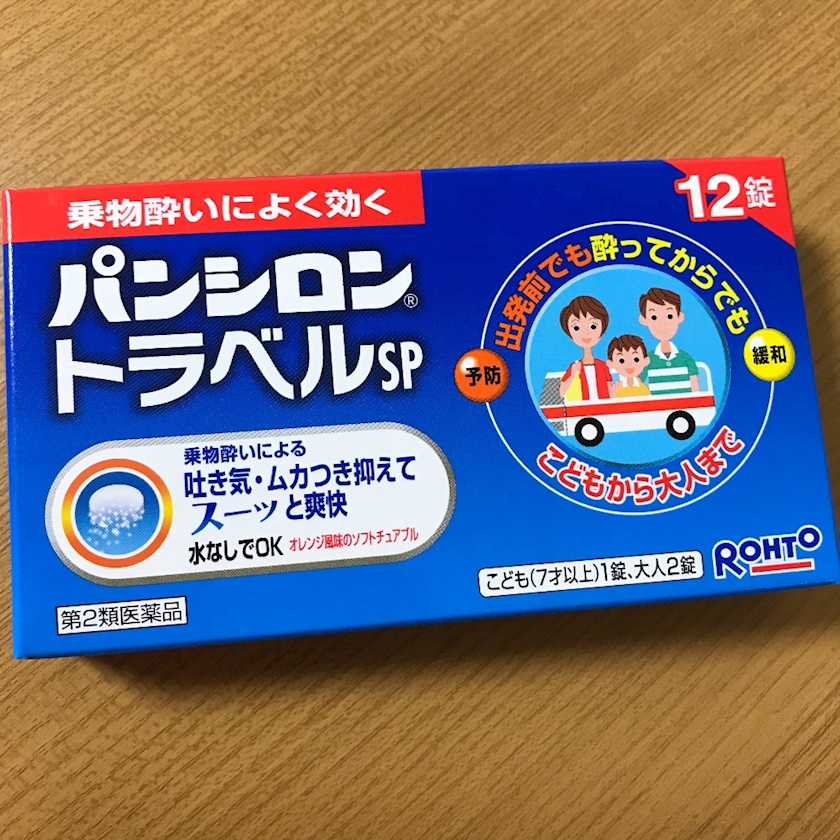 乗物酔いによく効く
12錠
パンシロン®
トラベルSP
出発前でも酔ってからでも
予防
緩和
こどもから大人まで
乗物酔いによる
吐き気・ムカつき抑えて
スーッと爽快
水なしでOK オレンジ風味のソフトチュアブル
第2類医薬品
こども(7才以上)1錠、大人2錠
ROHTO